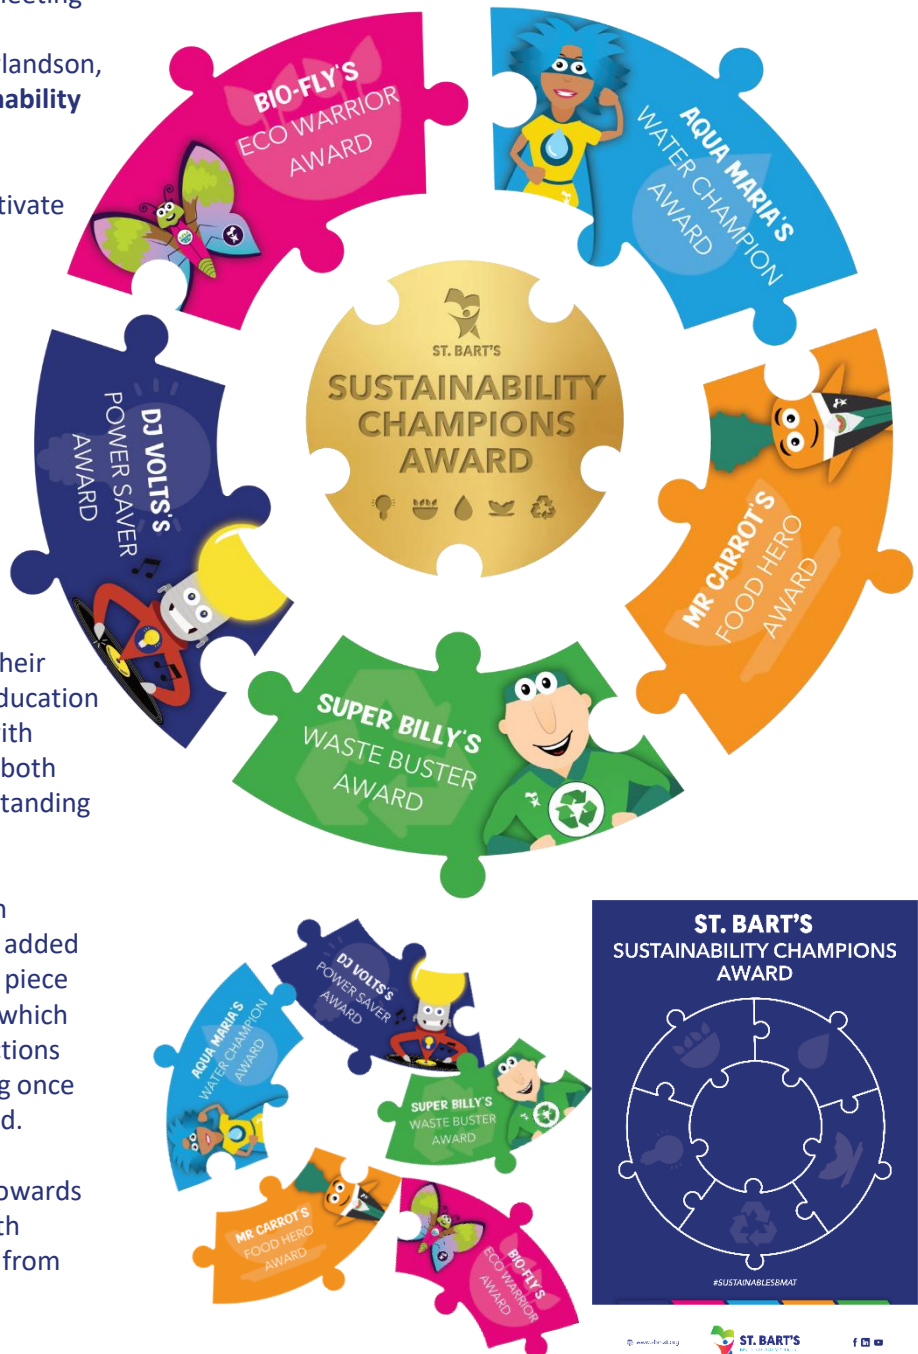 landson,
ability
BIO-FLY'S
ECO WARRIOR
AWARD
AQUA MARIA'S
WATER CHAMPION
AWARD
tivate
ST. BART'S
SUSTAINABILITY
CHAMPIONS
AWARD
DJ VOLTS'S
POWER SAVER
AWARD
MR CARROT'S
FOOD HERO
AWARD
SUPER BILLY'S
WASTE BUSTER
AWARD
heir
ducation
ith
both
tanding
n
added
piece
which
ctions
g once
d.
owards
th
from
DJ VOLTS'S
POWER SAVER
AWARD
AQUA MARIA'S
WATER CHAMPION
AWARD
SUPER BILLY'S
WASTE BUSTER
AWARD
MR CARROT'S
FOOD HERO
AWARD
BIO-FLY'S
ECO WARRIOR
AWARD
ST. BART'S
SUSTAINABILITY CHAMPIONS
AWARD
#SUSTAINABLESBMAT
ST. BART'S